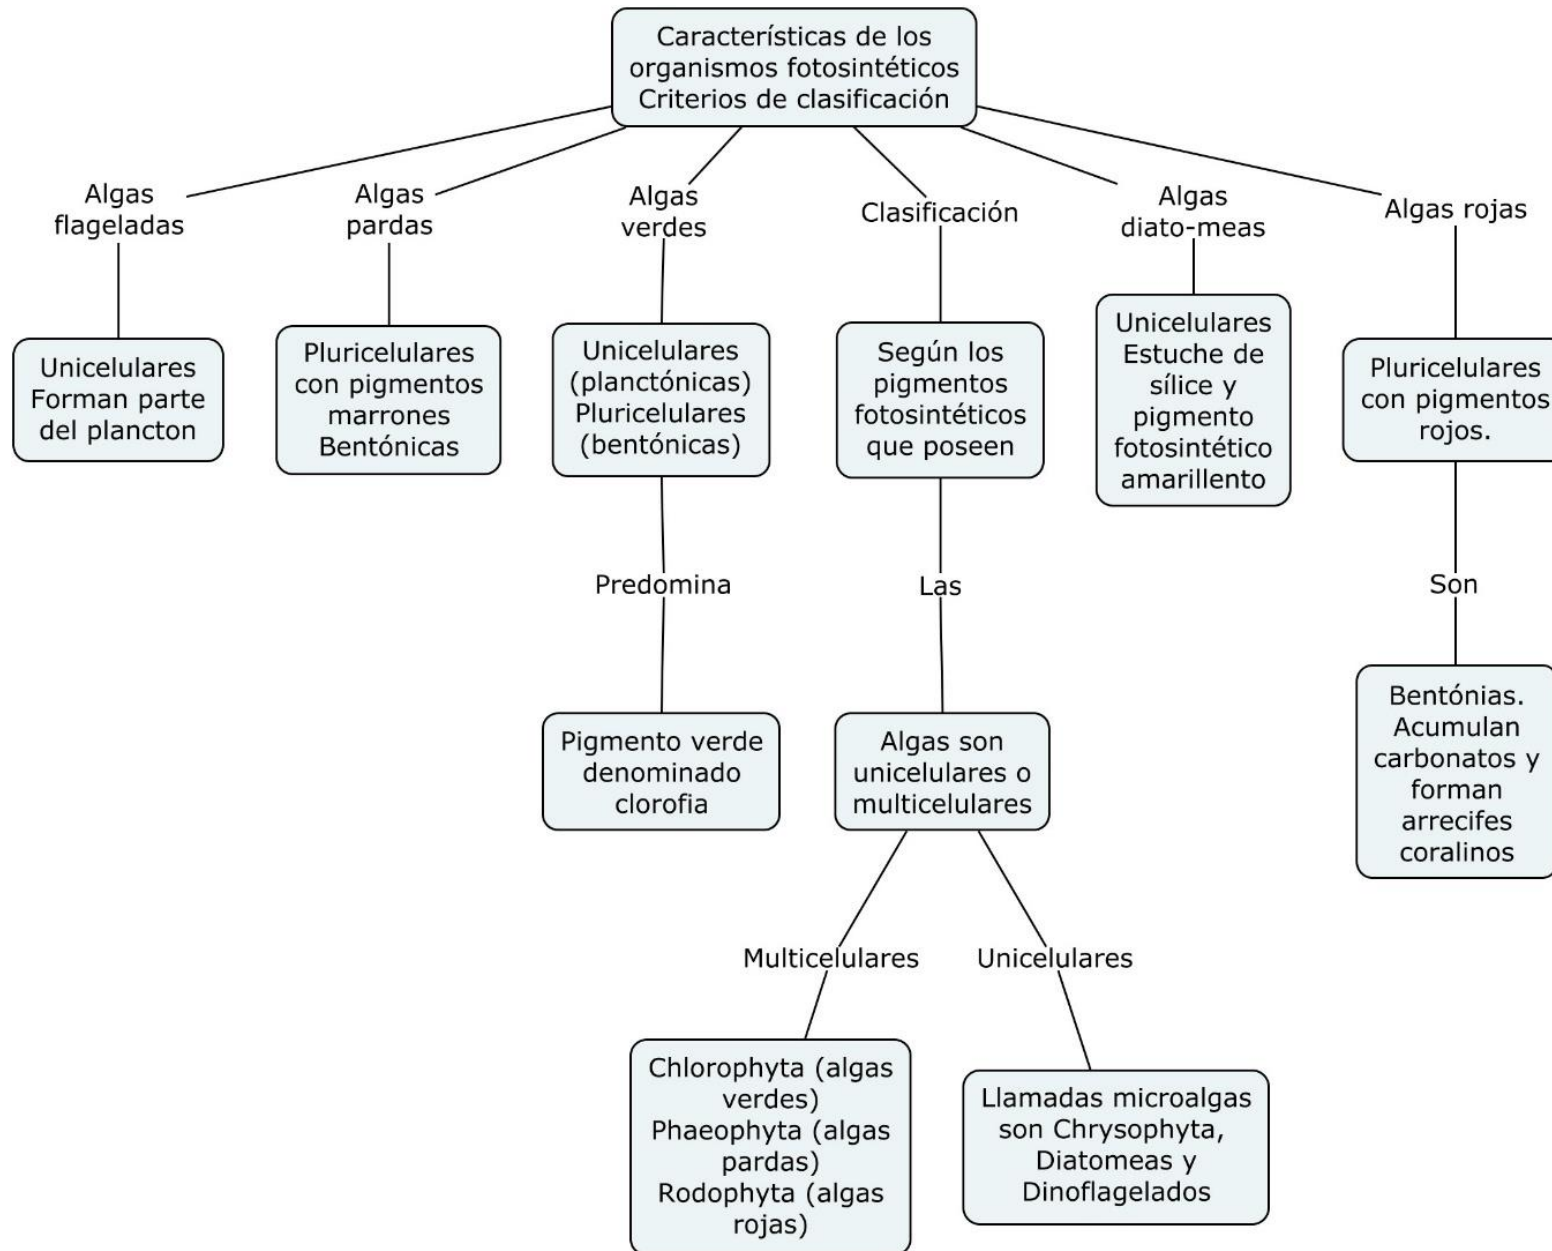 Características de los
organismos fotosintéticos
Criterios de clasificación
Algas
flageladas
Algas
pardas
Algas
verdes
Clasificación
Algas
diato-meas
Algas rojas
Unicelulares
Forman parte
del plancton
Pluricelulares
con pigmentos
marrones
Bentónicas
Unicelulares
(planctónicas)
Pluricelulares
(bentónicas)
Según los
pigmentos
fotosintéticos
que poseen
Unicelulares
Estuche de
sílice y
pigmento
fotosintético
amarillento
Pluricelulares
con pigmentos
rojos.
Predomina
Las
Son
Pigmento verde
denominado
clorofia
Algas son
unicelulares o
multicelulares
Bentónias.
Acumulan
carbonatos y
forman
arrecifes
coralinos
Multicelulares
Unicelulares
Chlorophyta (algas
verdes)
Phaeophyta (algas
pardas)
Rodophyta (algas
rojas)
Llamadas microalgas
son Chrysophyta,
Diatomeas y
Dinoflagelados